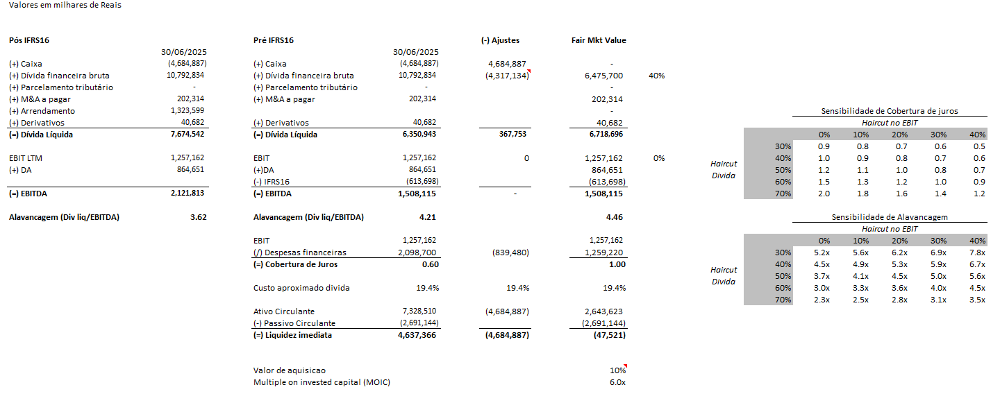 Valores em milhares de Reais
Pós IFRS16 Pré IFRS16 (-) Ajustes Fair Mkt Value
30/06/2025 30/06/2025
(+) Caixa (4,684,887) (+) Caixa (4,684,887) 4,684,887 -
(+) Dívida financeira bruta 10,792,834 (+) Dívida financeira bruta 10,792,834 (4,317,134) 6,475,700 40%
(+) Parcelamento tributário - (+) Parcelamento tributário - -
(+) M&A a pagar 202,314 (+) M&A a pagar 202,314 202,314
(+) Arrendamento 1,323,599 -
(+) Derivativos 40,682 (+) Derivativos 40,682 40,682
(=) Dívida Líquida 7,674,542 (=) Dívida Líquida 6,350,943 367,753 6,718,696
EBIT LTM 1,257,162 EBIT 1,257,162 0 1,257,162 0%
(+) DA 864,651 (+)DA 864,651 864,651
(-) IFRS16 (613,698) (613,698)
(=) EBITDA 2,121,813 (=) EBITDA 1,508,115 - 1,508,115
Alavancagem (Div liq/EBITDA) 3.62 Alavancagem (Div liq/EBITDA) 4.21 4.46
EBIT 1,257,162 1,257,162
(/) Despesas financeiras 2,098,700 (839,480) 1,259,220
(=) Cobertura de Juros 0.60 1.00
Custo aproximado divida 19.4% 19.4% 19.4%
Ativo Circulante 7,328,510 (4,684,887) 2,643,623
(-) Passivo Circulante (2,691,144) (2,691,144)
(=) Liquidez imediata 4,637,366 (4,684,887) (47,521)
Valor de aquisicao 10%
Multiple on invested capital (MOIC) 6.0x
Sensibilidade de Cobertura de juros
Haircut no EBIT
0% 10% 20% 30% 40%
30% 0.9 0.8 0.7 0.6 0.5
40% 1.0 0.9 0.8 0.7 0.6
Haircut
Divida
50% 1.2 1.1 1.0 0.8 0.7
60% 1.5 1.3 1.2 1.0 0.9
70% 2.0 1.8 1.6 1.4 1.2
Sensibilidade de Alavancagem
Haircut no EBIT
0% 10% 20% 30% 40%
30% 5.2x 5.6x 6.2x 6.9x 7.8x
40% 4.5x 4.9x 5.3x 5.9x 6.7x
Haircut
Divida
50% 3.7x 4.1x 4.5x 5.0x 5.6x
60% 3.0x 3.3x 3.6x 4.0x 4.5x
70% 2.3x 2.5x 2.8x 3.1x 3.5x